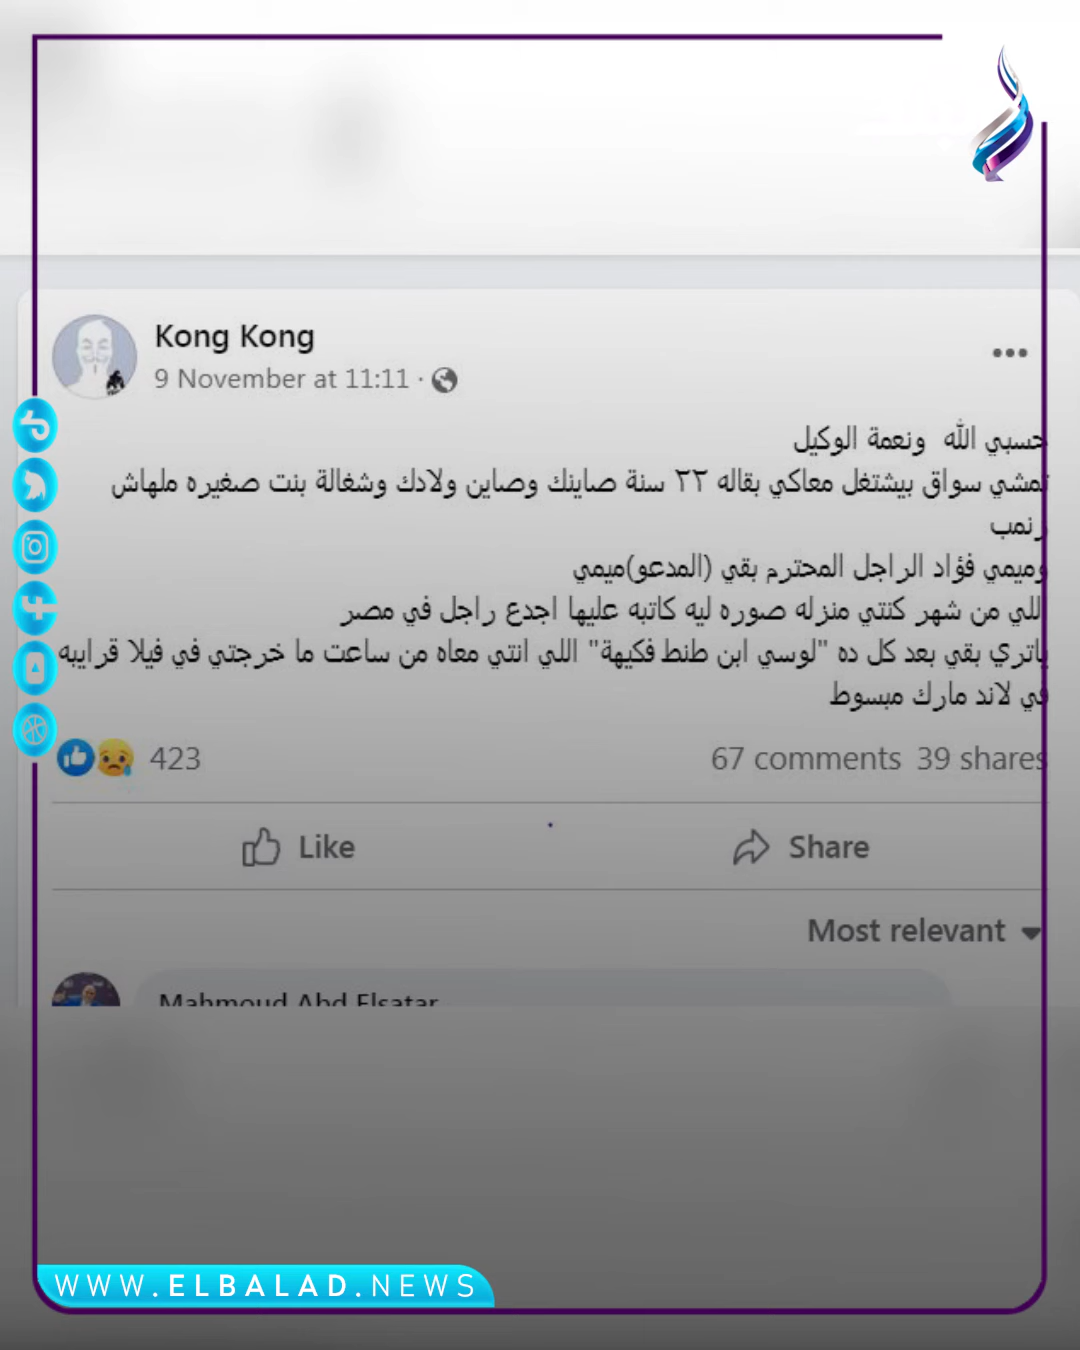 Kong Kong
9 November at 11:11 ·
حسبي الله ونعمة الوكيل
تمشي سواق بيشتغل معاكي بقاله ٢٣ سنة صاينك وصاين ولادك وشغالة بنت صغيره ملهاش
زنمب
وميمي فؤاد الراجل المحترم بقي (المدعو)ميمي
اللي من شهر كنتي منزله صوره ليه كاتبه عليها اجدع راجل في مصر
ياتري بقي بعد كل ده "لوسي ابن طنط فكيهة" اللي انتي معاه من ساعت ما خرجتي في فيلا قرايبه
في لاند مارك مبسوط
423
67 comments 39 shares
Like
Share
Most relevant
Mahmoud Abd Elsatar
WWW.ELBALAD.NEWS